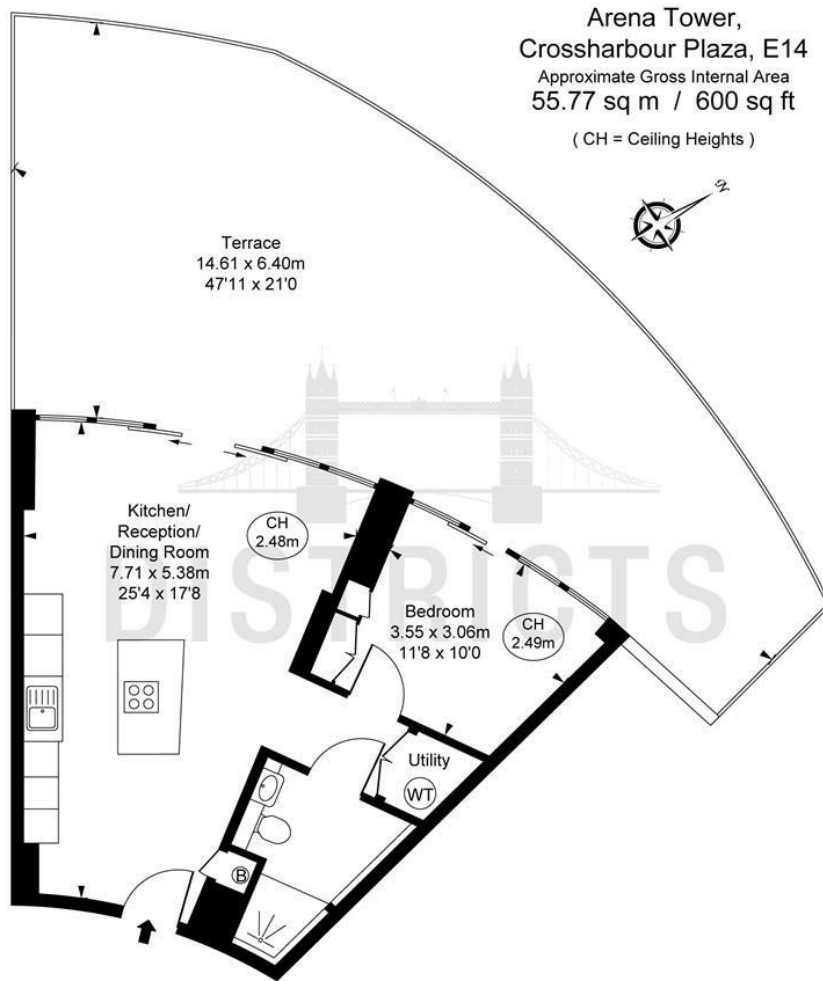 Arena Tower,
Crossharbour Plaza, E14
Approximate Gross Internal Area
55.77 sq m / 600 sq ft
( CH = Ceiling Heights )
N
Terrace
14.61 x 6.40m
47'11 x 21'0
Kitchen/
Reception/
Dining Room
7.71 x 5.38m
25'4 x 17'8
CH
2.48m
DISTRICTS
Bedroom
3.55 x 3.06m
11'8 x 10'0
CH
2.49m
Utility
WT
B